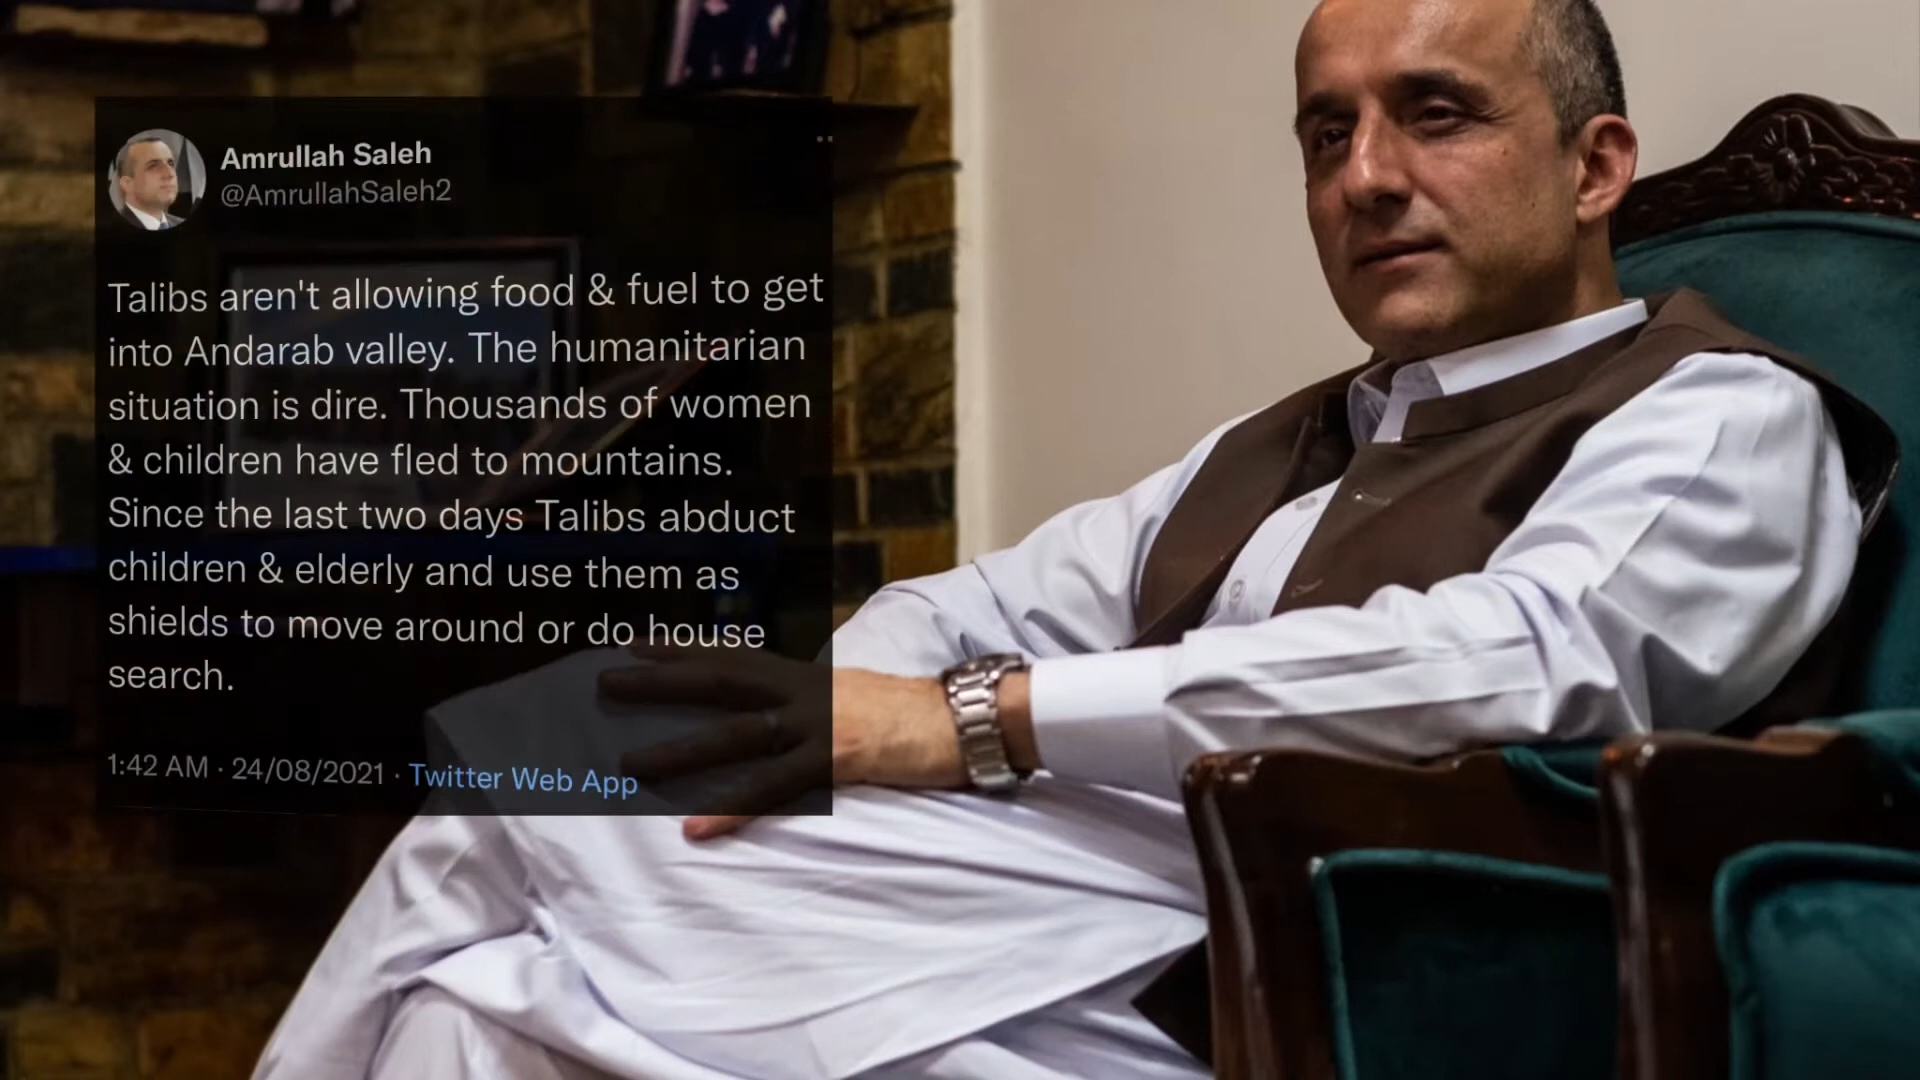 Amrullah Saleh
@AmrullahSaleh2
Talibs aren't allowing food & fuel to get
into Andarab valley. The humanitarian
situation is dire. Thousands of women
& children have fled to mountains.
Since the last two days Talibs abduct
children & elderly and use them as
shields to move around or do house
search.
1:42 AM · 24/08/2021 · Twitter Web App